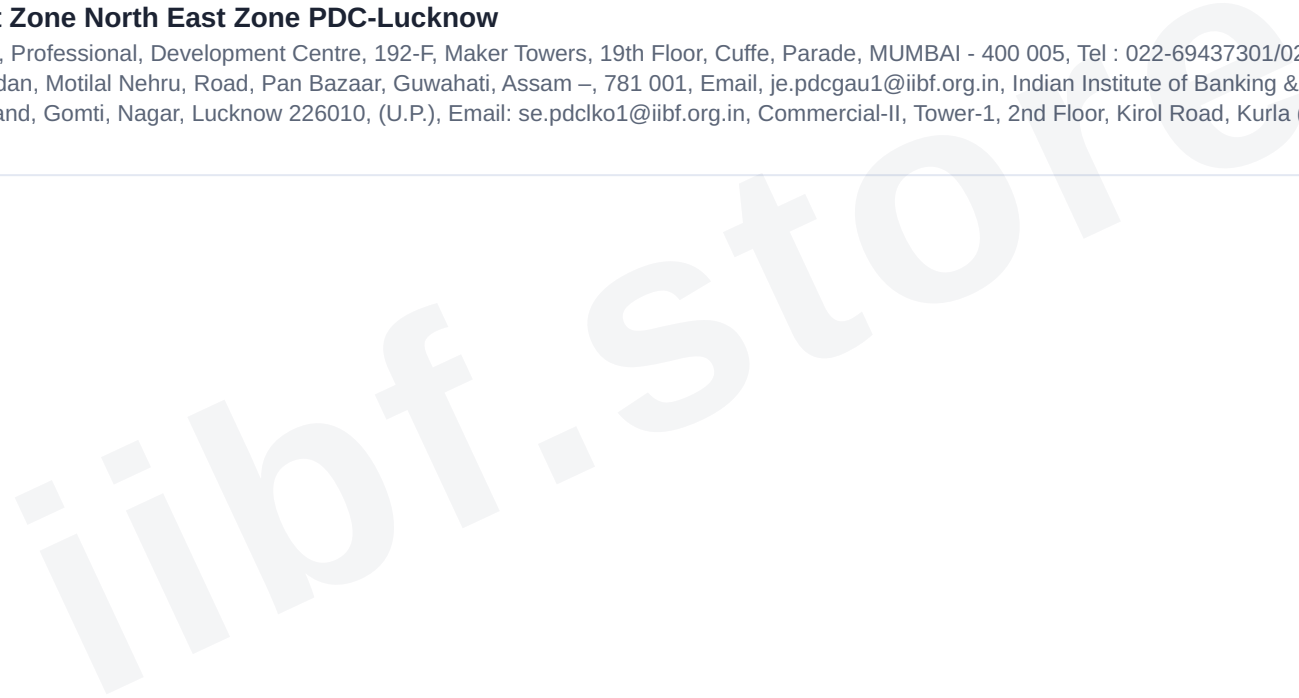 t Zone North East Zone PDC-Lucknow
, Professional, Development Centre, 192-F, Maker Towers, 19th Floor, Cuffe, Parade, MUMBAI - 400 005, Tel : 022-69437301/02
dan, Motilal Nehru, Road, Pan Bazaar, Guwahati, Assam –, 781 001, Email, je.pdcgau1@iibf.org.in, Indian Institute of Banking &
and, Gomti, Nagar, Lucknow 226010, (U.P.), Email: se.pdclko1@iibf.org.in, Commercial-II, Tower-1, 2nd Floor, Kirol Road, Kurla (
iibf.store